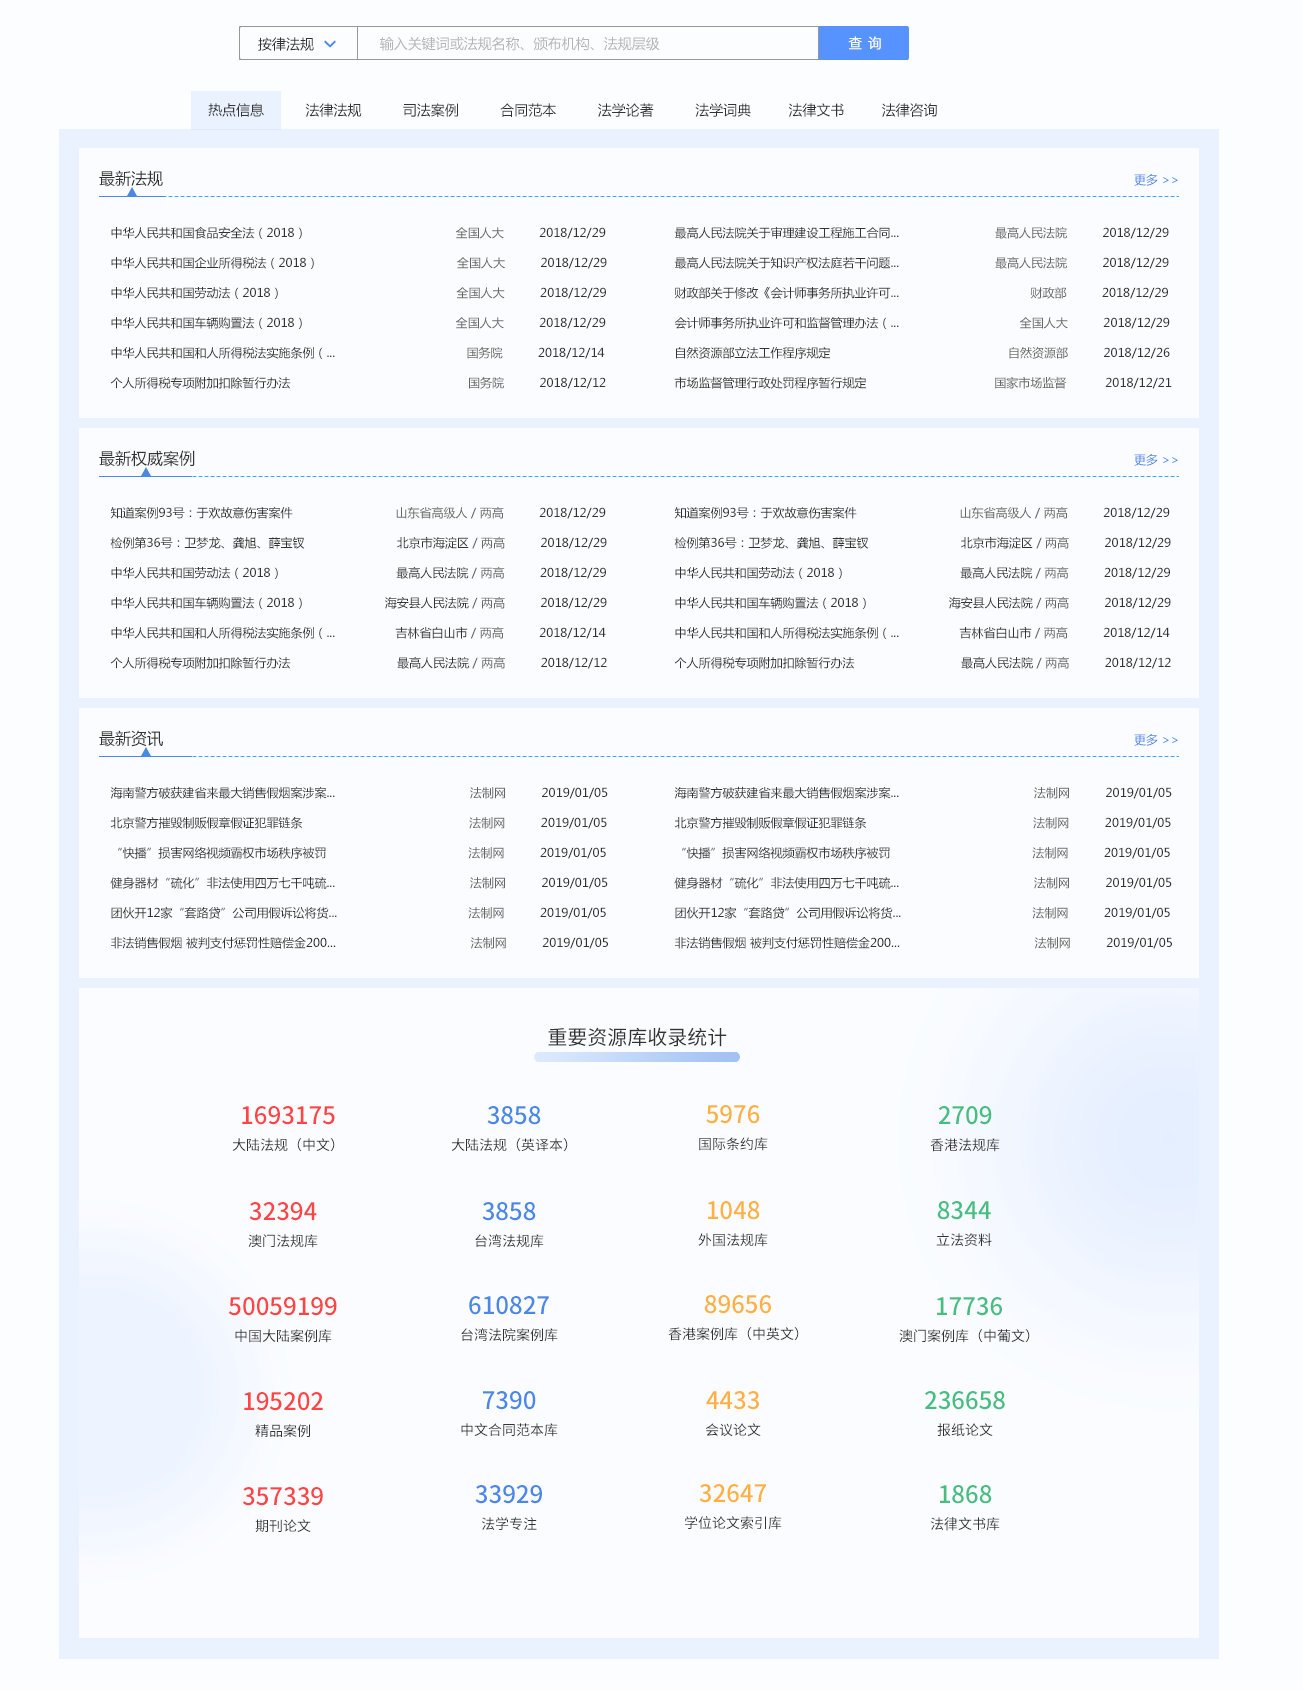 按律法规 输入关键词或法规名称、颁布机构、法规层级 查 询
热点信息 法律法规 司法案例 合同范本 法学论著 法学词典 法律文书 法律咨询
最新法规 更多 >>
中华人民共和国食品安全法 ( 2018 ) 全国人大 2018/12/29 最高人民法院关于审理建设工程施工合同... 最高人民法院 2018/12/29
中华人民共和国企业所得税法 ( 2018 ) 全国人大 2018/12/29 最高人民法院关于知识产权法庭若干问题... 最高人民法院 2018/12/29
中华人民共和国劳动法 ( 2018 ) 全国人大 2018/12/29 财政部关于修改《会计师事务所执业许可... 财政部 2018/12/29
中华人民共和国车辆购置法 ( 2018 ) 全国人大 2018/12/29 会计师事务所执业许可和监督管理办法 ( ... 全国人大 2018/12/29
中华人民共和国和人所得税法实施条例 ( ... 国务院 2018/12/14 自然资源部立法工作程序规定 自然资源部 2018/12/26
个人所得税专项附加扣除暂行办法 国务院 2018/12/12 市场监督管理行政处罚程序暂行规定 国家市场监督 2018/12/21
最新权威案例 更多 >>
知道案例93号：于欢故意伤害案件 山东省高级人 / 两高 2018/12/29 知道案例93号：于欢故意伤害案件 山东省高级人 / 两高 2018/12/29
检例第36号：卫梦龙、龚旭、薛宝钗 北京市海淀区 / 两高 2018/12/29 检例第36号：卫梦龙、龚旭、薛宝钗 北京市海淀区 / 两高 2018/12/29
中华人民共和国劳动法 ( 2018 ) 最高人民法院 / 两高 2018/12/29 中华人民共和国劳动法 ( 2018 ) 最高人民法院 / 两高 2018/12/29
中华人民共和国车辆购置法 ( 2018 ) 海安县人民法院 / 两高 2018/12/29 中华人民共和国车辆购置法 ( 2018 ) 海安县人民法院 / 两高 2018/12/29
中华人民共和国和人所得税法实施条例 ( ... 吉林省白山市 / 两高 2018/12/14 中华人民共和国和人所得税法实施条例 ( ... 吉林省白山市 / 两高 2018/12/14
个人所得税专项附加扣除暂行办法 最高人民法院 / 两高 2018/12/12 个人所得税专项附加扣除暂行办法 最高人民法院 / 两高 2018/12/12
最新资讯 更多 >>
海南警方破获建省来最大销售假烟案涉案... 法制网 2019/01/05 海南警方破获建省来最大销售假烟案涉案... 法制网 2019/01/05
北京警方摧毁制贩假章假证犯罪链条 法制网 2019/01/05 北京警方摧毁制贩假章假证犯罪链条 法制网 2019/01/05
“快播”损害网络视频霸权市场秩序被罚 法制网 2019/01/05 “快播”损害网络视频霸权市场秩序被罚 法制网 2019/01/05
健身器材“硫化”非法使用四万七千吨硫... 法制网 2019/01/05 健身器材“硫化”非法使用四万七千吨硫... 法制网 2019/01/05
团伙开12家“套路贷”公司用假诉讼将货... 法制网 2019/01/05 团伙开12家“套路贷”公司用假诉讼将货... 法制网 2019/01/05
非法销售假烟 被判支付惩罚性赔偿金200... 法制网 2019/01/05 非法销售假烟 被判支付惩罚性赔偿金200... 法制网 2019/01/05
重要资源库收录统计
1693175 3858 5976 2709
大陆法规（中文） 大陆法规（英译本） 国际条约库 香港法规库
32394 3858 1048 8344
澳门法规库 台湾法规库 外国法规库 立法资料
50059199 610827 89656 17736
中国大陆案例库 台湾法院案例库 香港案例库（中英文） 澳门案例库（中葡文）
195202 7390 4433 236658
精品案例 中文合同范本库 会议论文 报纸论文
357339 33929 32647 1868
期刊论文 法学专注 学位论文索引库 法律文书库